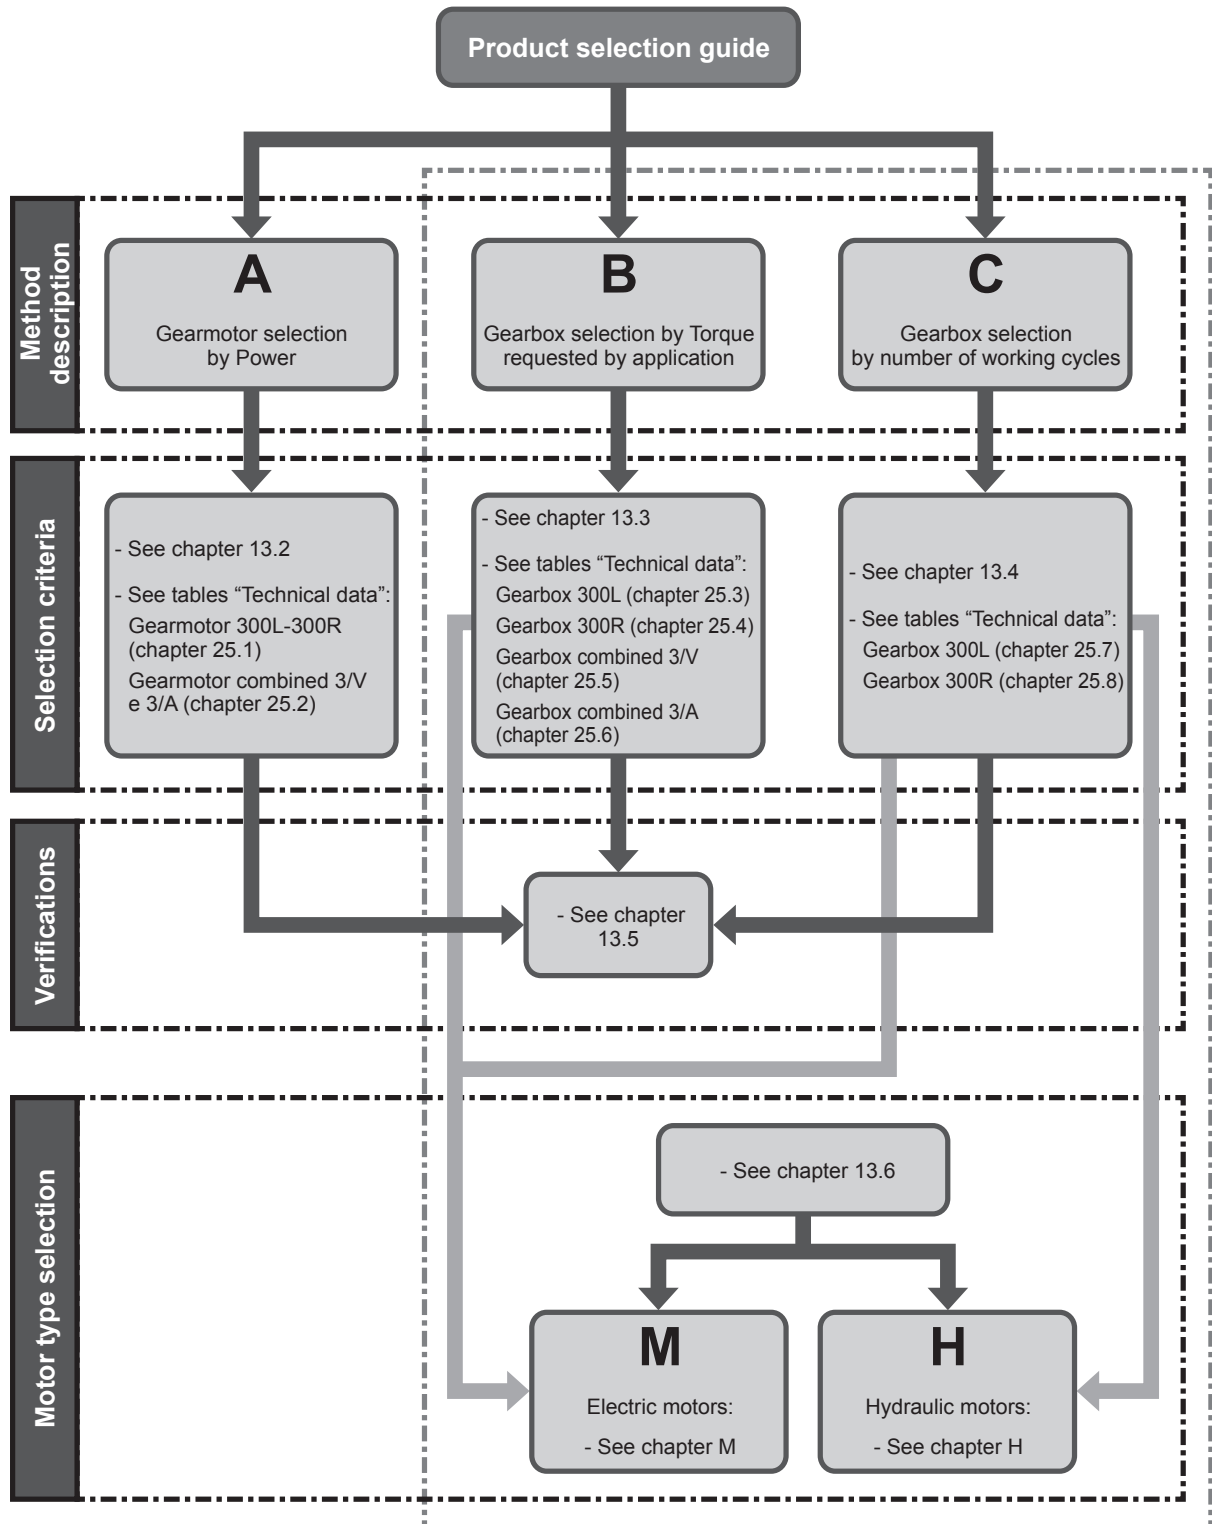 Product selection guide
Method
description
A
Gearmotor selection
by Power
B
Gearbox selection by Torque
requested by application
C
Gearbox selection
by number of working cycles
Selection criteria
- See chapter 13.2
- See tables “Technical data”:
Gearmotor 300L-300R
(chapter 25.1)
Gearmotor combined 3/V
e 3/A (chapter 25.2)
- See chapter 13.3
- See tables “Technical data”:
Gearbox 300L (chapter 25.3)
Gearbox 300R (chapter 25.4)
Gearbox combined 3/V
(chapter 25.5)
Gearbox combined 3/A
(chapter 25.6)
- See chapter 13.4
- See tables “Technical data”:
Gearbox 300L (chapter 25.7)
Gearbox 300R (chapter 25.8)
Verifications
- See chapter
13.5
Motor type selection
- See chapter 13.6
M
Electric motors:
- See chapter M
H
Hydraulic motors:
- See chapter H